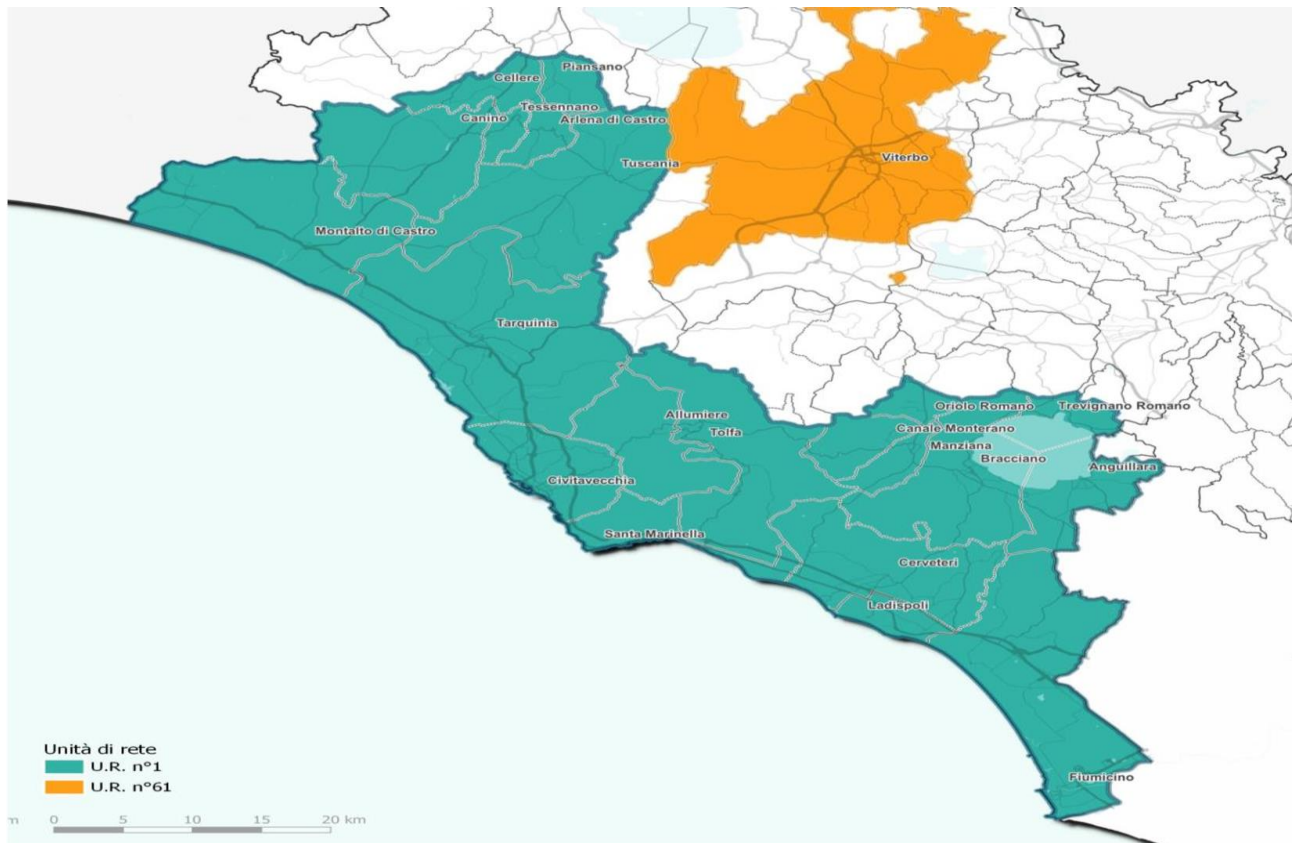 Piansano
Cellere
Tessennano
Canino
Arlena di Castro
Tuscania
Viterbo
Montalto di Castro
Tarquinia
Allumiere
Tolfa
Oriolo Romano
Trevignano Romano
Canale Monterano
Manziana
Bracciano
Anguillara
Civitavecchia
Santa Marinella
Cerveteri
Ladispoli
Fiumicino
Unità di rete
U.R. n°1
U.R. n°61
m 0 5 10 15 20 km